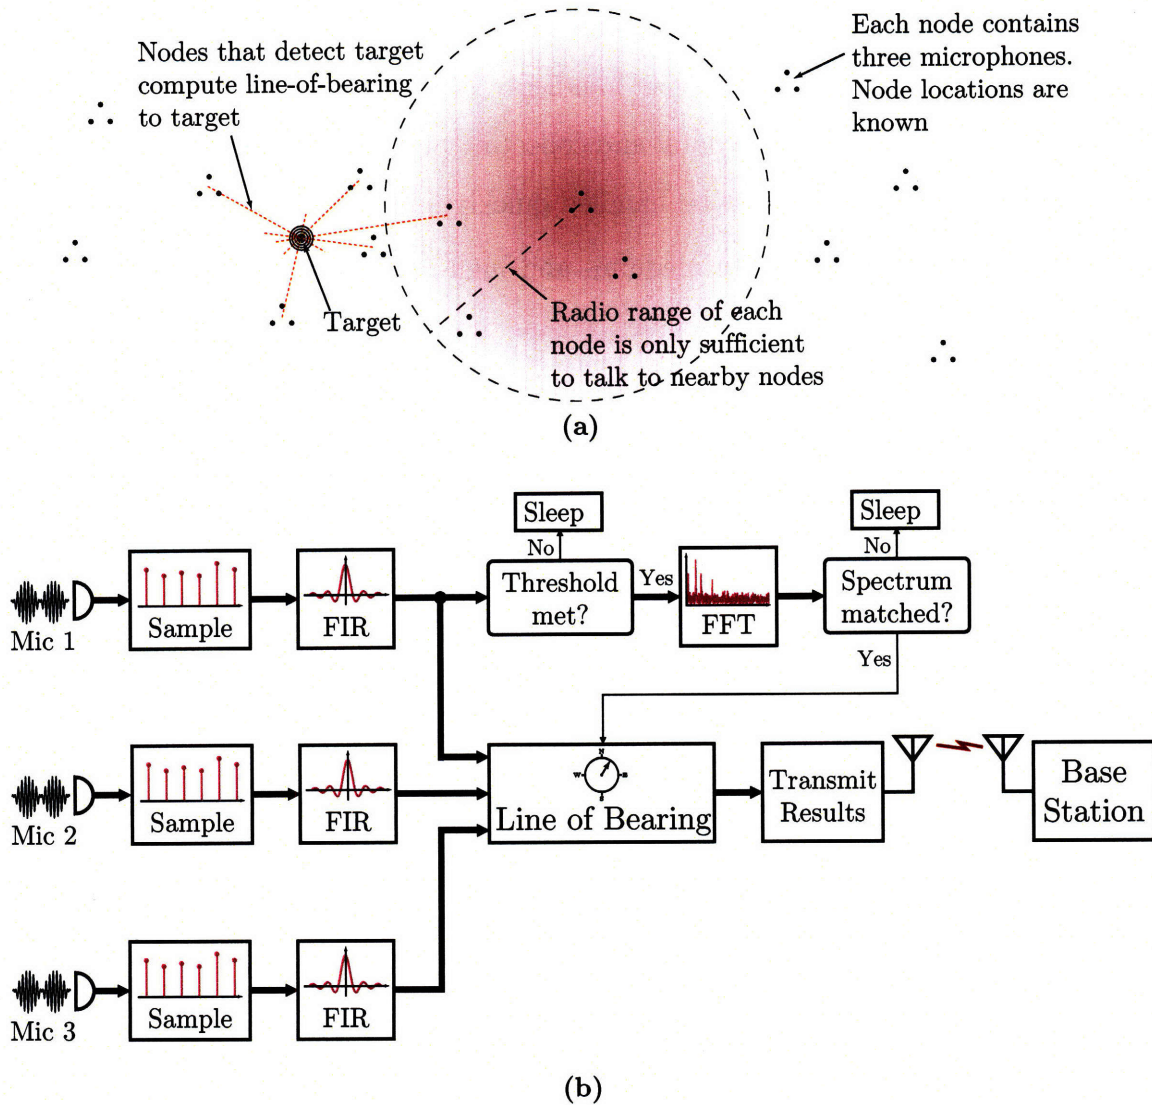 Nodes that detect target
compute line-of-bearing
to target
Each node contains
three microphones.
Node locations are
known
Target
Radio range of each
node is only sufficient
to talk to nearby nodes
(a)
Sleep
No
Sleep
No
Threshold
met?
Yes
Spectrum
matched?
Yes
Mic 1
Sample
FIR
FFT
Mic 2
Sample
FIR
N
W
Line of Bearing
Transmit
Results
Base
Station
Mic 3
Sample
FIR
(b)